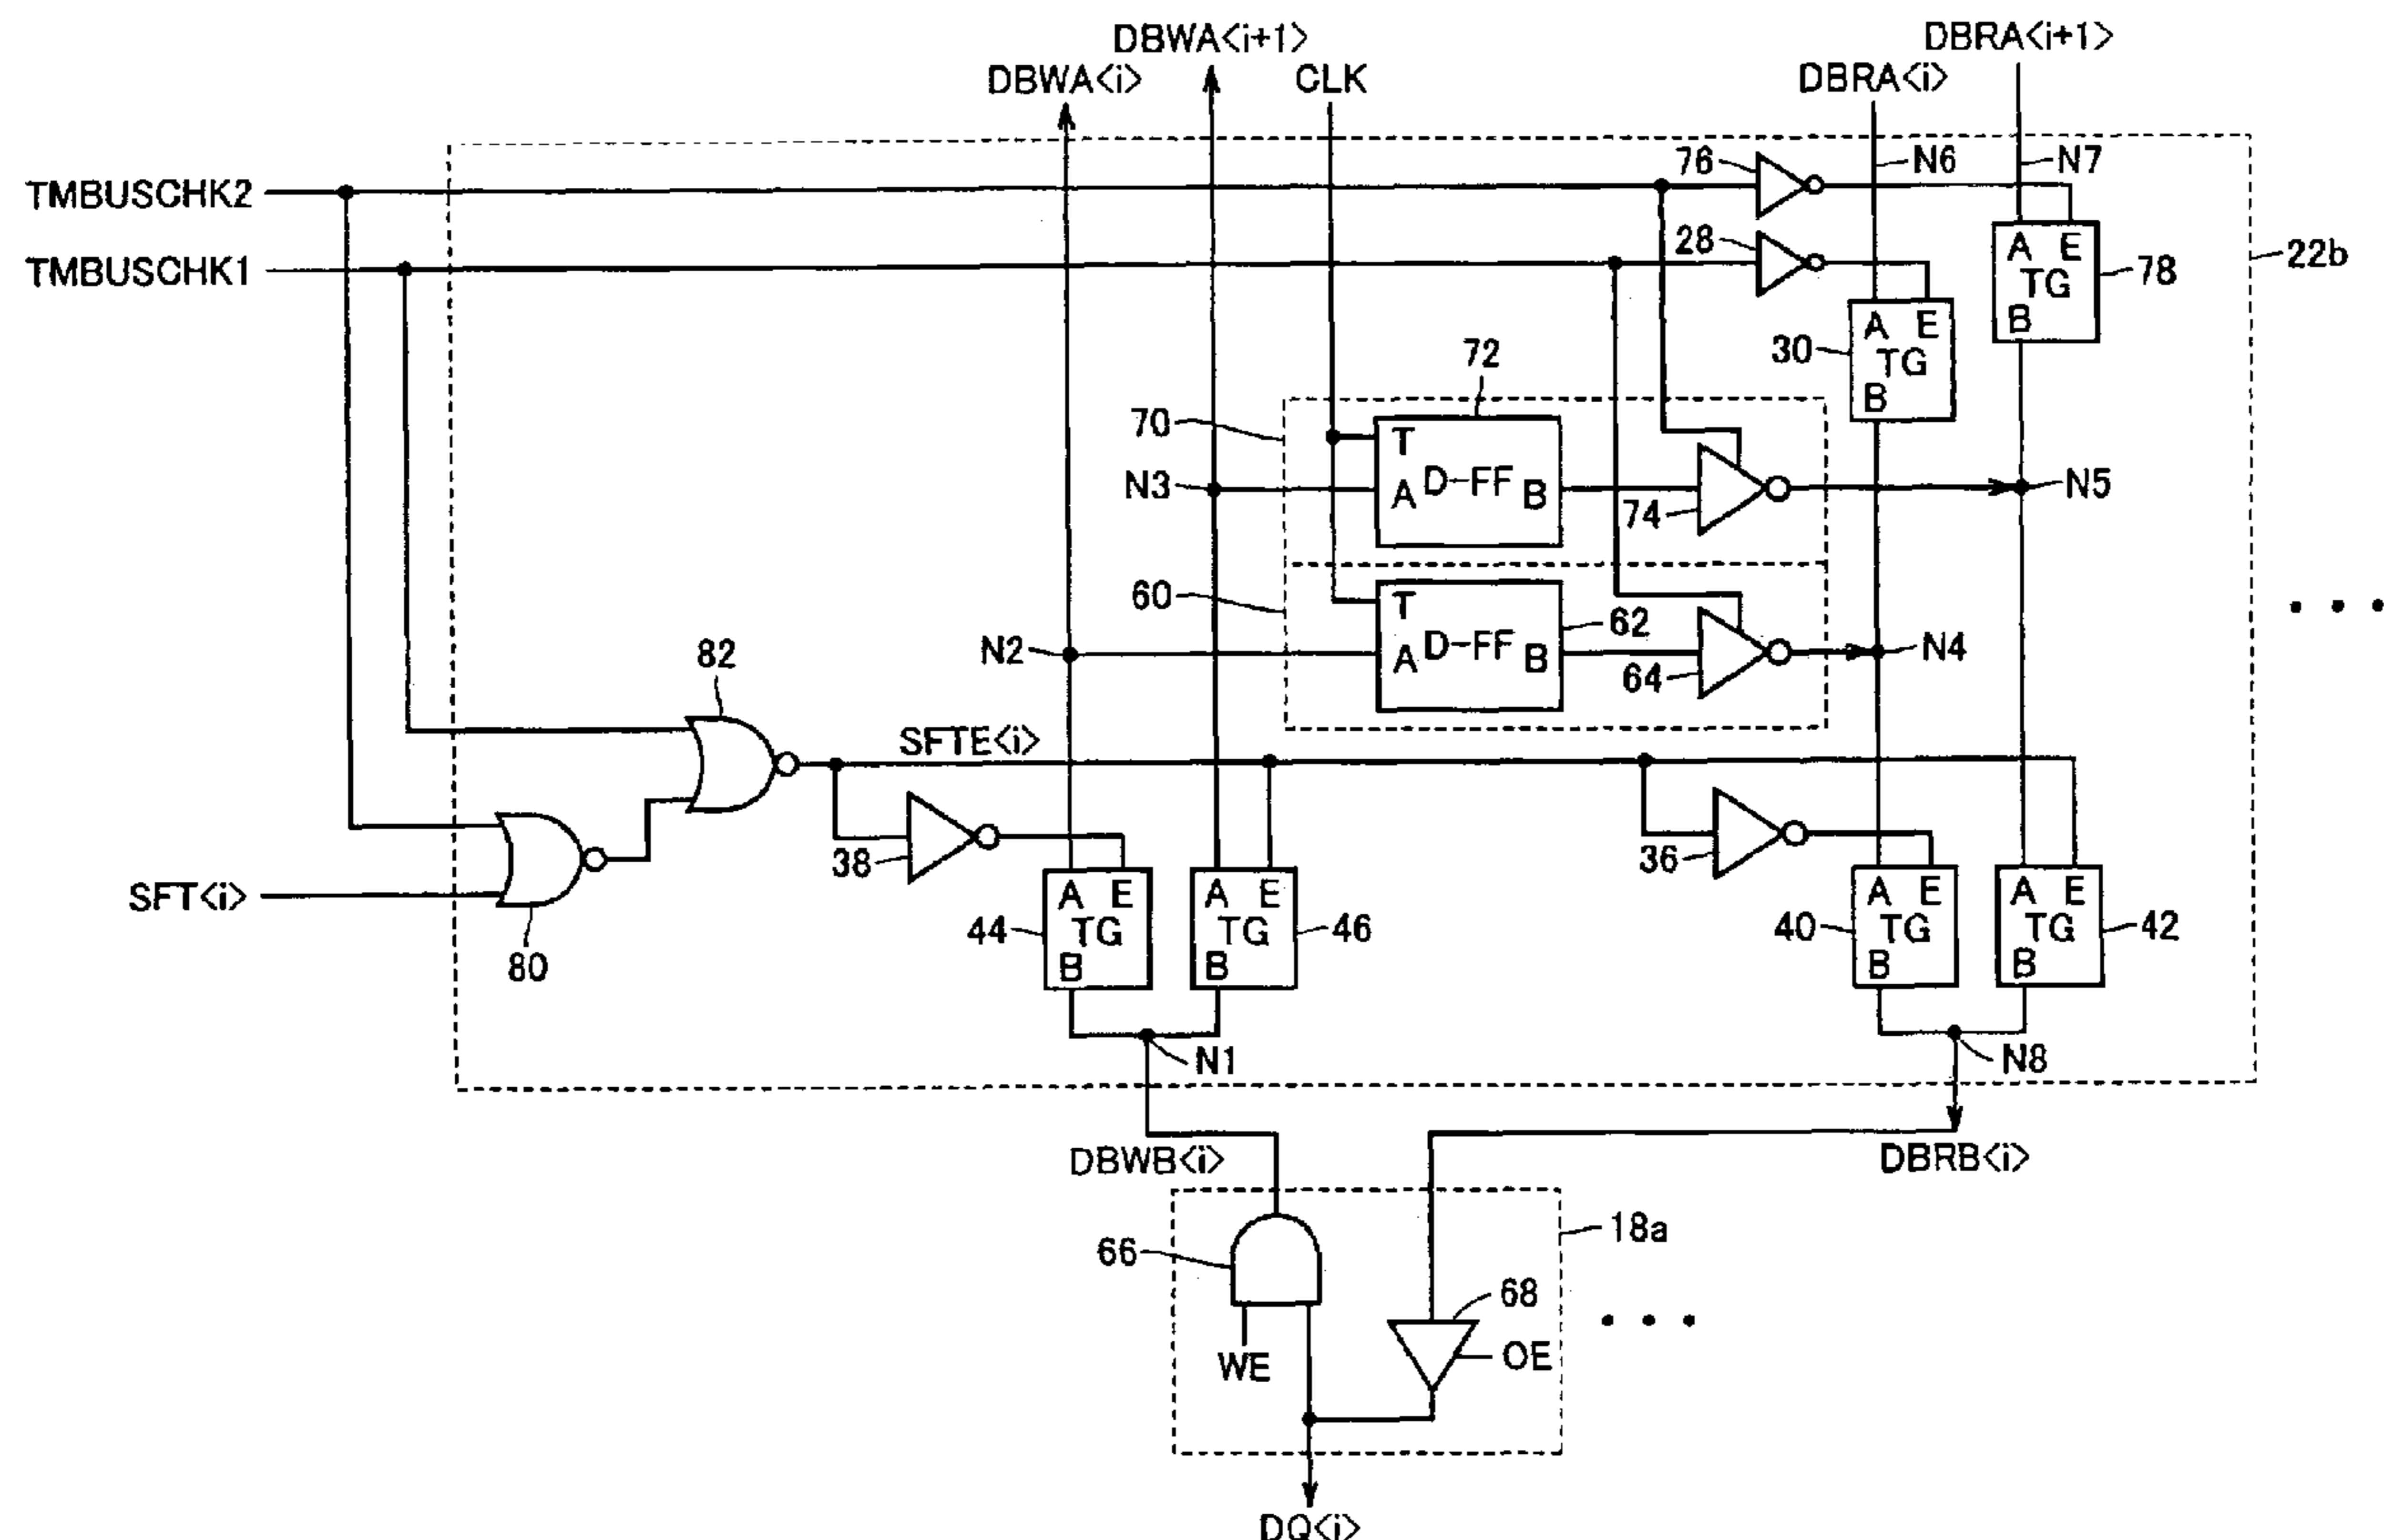 DBWA<i+1>
DBRA<i+1>
DBWA<i>
CLK
DBRA<i>
76
N6
N7
TMBUSCHK2
28
A E
TG
B
78
22b
TMBUSCHK1
A E
TG
B
30
72
70
T
A D-FF B
N3
74
N5
60
T
A D-FF B
62
N2
64
N4
82
SFTE<i>
38
36
SFT<i>
80
44
A E
TG
B
A E
TG
B
46
40
A E
TG
B
A E
TG
B
42
N1
N8
DBWB<i>
DBRB<i>
66
18a
68
WE
OE
DQ<i>